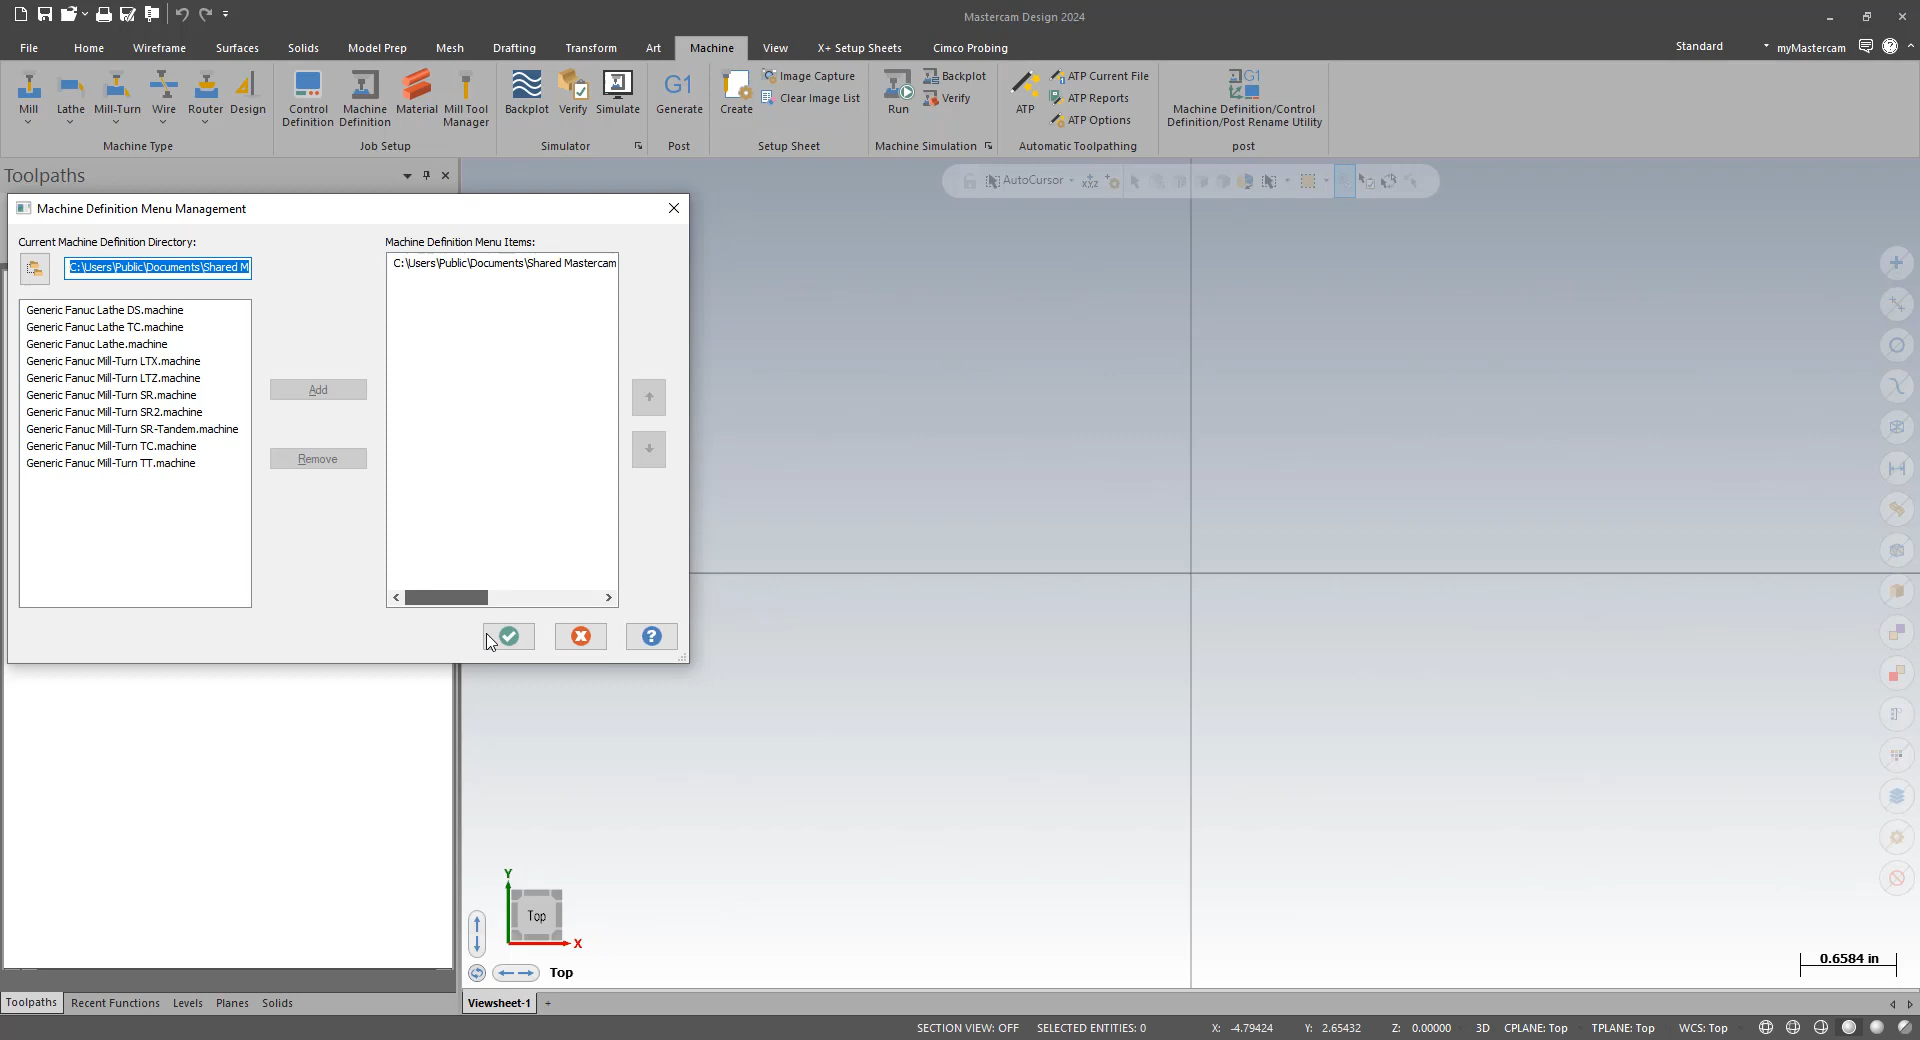 Mastercam Design 2024
File Home Wireframe Surfaces Solids Model Prep Mesh Drafting Transform Art Machine View X+ Setup Sheets Cimco Probing Standard myMastercam
Mill Lathe Mill-Turn Wire Router Design
Machine Type
Control Definition
Machine Definition
Material
Mill Tool Manager
Job Setup
Backplot Verify Simulate
Simulator
G1
Generate
Post
Create
Image Capture
Clear Image List
Setup Sheet
Run
Backplot
Verify
Machine Simulation
ATP
ATP Current File
ATP Reports
ATP Options
Automatic Toolpathing
G1
Machine Definition/Control
Definition/Post Rename Utility
post
Toolpaths
AutoCursor
XYZ
Machine Definition Menu Management
Current Machine Definition Directory:
C:\Users\Public\Documents\Shared M
Generic Fanuc Lathe DS.machine
Generic Fanuc Lathe TC.machine
Generic Fanuc Lathe.machine
Generic Fanuc Mill-Turn LTX.machine
Generic Fanuc Mill-Turn LTZ.machine
Generic Fanuc Mill-Turn SR.machine
Generic Fanuc Mill-Turn SR2.machine
Generic Fanuc Mill-Turn SR-Tandem.machine
Generic Fanuc Mill-Turn TC.machine
Generic Fanuc Mill-Turn TT.machine
Add
Remove
Machine Definition Menu Items:
C:\Users\Public\Documents\Shared Mastercam
Y
Top
X
Top
0.6584 in
Toolpaths Recent Functions Levels Planes Solids
Viewsheet-1 +
SECTION VIEW: OFF SELECTED ENTITIES: 0 X: -4.79424 Y: 2.65432 Z: 0.00000 3D CPLANE: Top TPLANE: Top WCS: Top